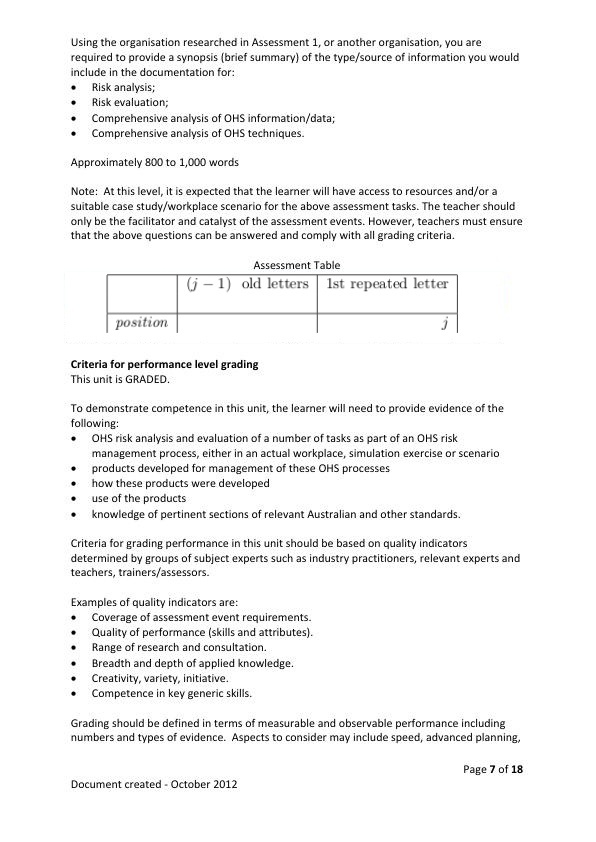 Using the organisation researched in Assessment 1, or another organisation, you are
required to provide a synopsis (brief summary) of the type/source of information you would
include in the documentation for:
• Risk analysis;
• Risk evaluation;
• Comprehensive analysis of OHS information/data;
• Comprehensive analysis of OHS techniques.
Approximately 800 to 1,000 words
Note:  At this level, it is expected that the learner will have access to resources and/or a
suitable case study/workplace scenario for the above assessment tasks. The teacher should
only be the facilitator and catalyst of the assessment events. However, teachers must ensure
that the above questions can be answered and comply with all grading criteria.
Assessment Table
(j − 1) old letters 1st repeated letter
position j
Criteria for performance level grading
This unit is GRADED.
To demonstrate competence in this unit, the learner will need to provide evidence of the
following:
• OHS risk analysis and evaluation of a number of tasks as part of an OHS risk
management process, either in an actual workplace, simulation exercise or scenario
• products developed for management of these OHS processes
• how these products were developed
• use of the products
• knowledge of pertinent sections of relevant Australian and other standards.
Criteria for grading performance in this unit should be based on quality indicators
determined by groups of subject experts such as industry practitioners, relevant experts and
teachers, trainers/assessors.
Examples of quality indicators are:
• Coverage of assessment event requirements.
• Quality of performance (skills and attributes).
• Range of research and consultation.
• Breadth and depth of applied knowledge.
• Creativity, variety, initiative.
• Competence in key generic skills.
Grading should be defined in terms of measurable and observable performance including
numbers and types of evidence.  Aspects to consider may include speed, advanced planning,
Page 7 of 18
Document created - October 2012